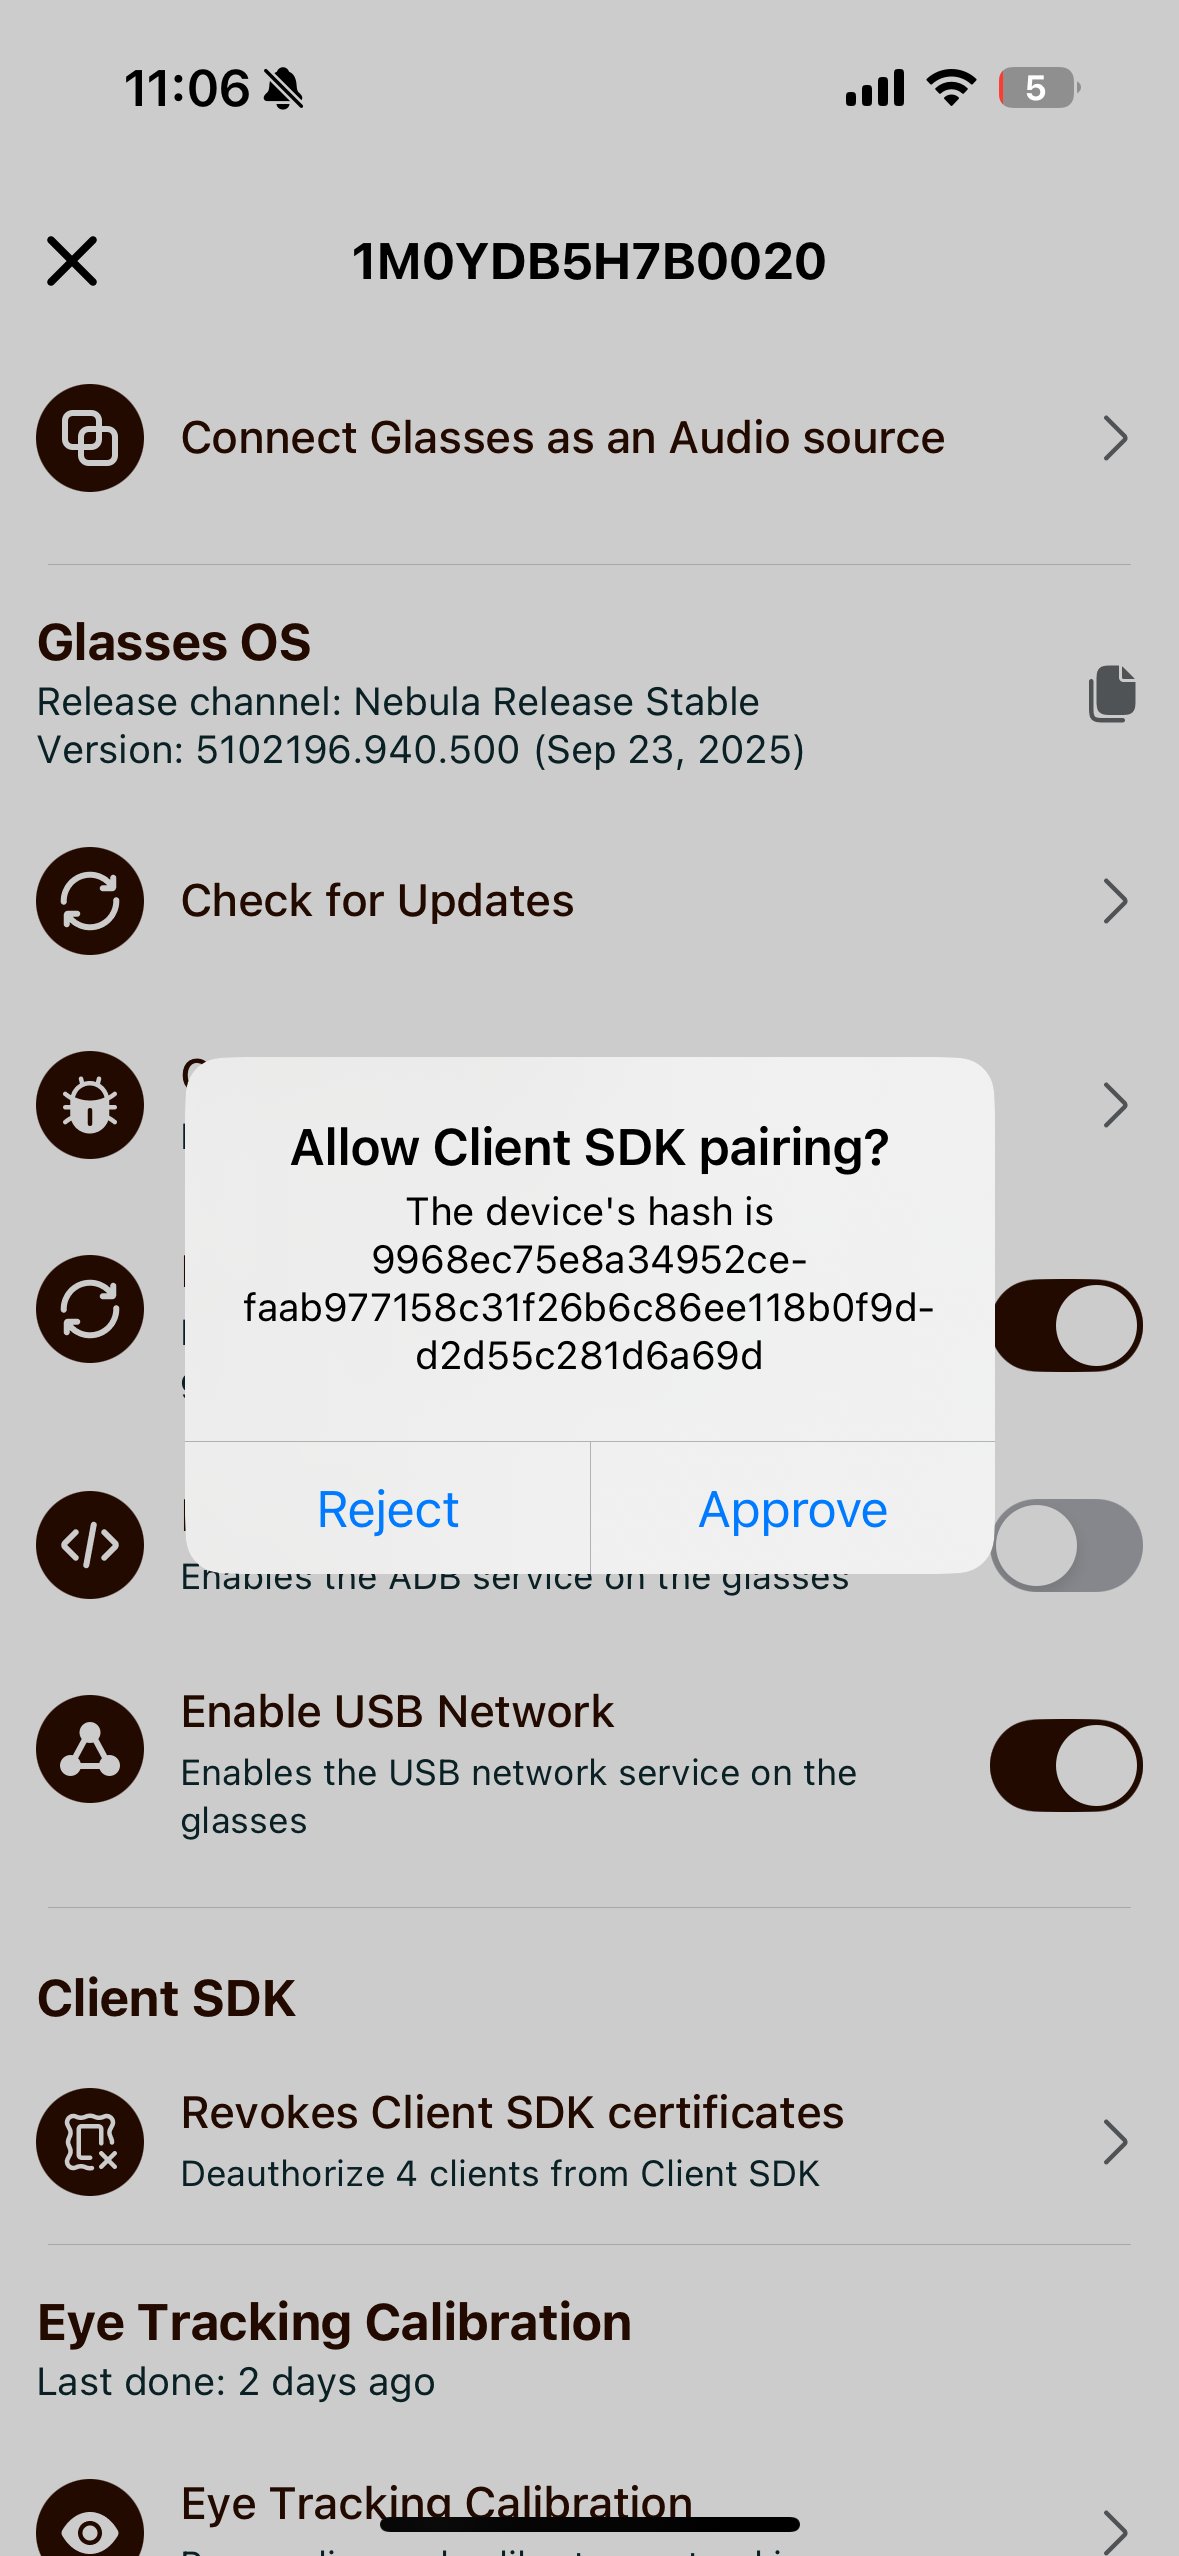 11:06
5
1M0YDB5H7B0020
Connect Glasses as an Audio source
Glasses OS
Release channel: Nebula Release Stable
Version: 5102196.940.500 (Sep 23, 2025)
Check for Updates
Allow Client SDK pairing?
The device's hash is
9968ec75e8a34952ce-
faab977158c31f26b6c86ee118b0f9d-
d2d55c281d6a69d
Reject
Approve
Enables the ADB service on the glasses
Enable USB Network
Enables the USB network service on the
glasses
Client SDK
Revokes Client SDK certificates
Deauthorize 4 clients from Client SDK
Eye Tracking Calibration
Last done: 2 days ago
Eye Tracking Calibration